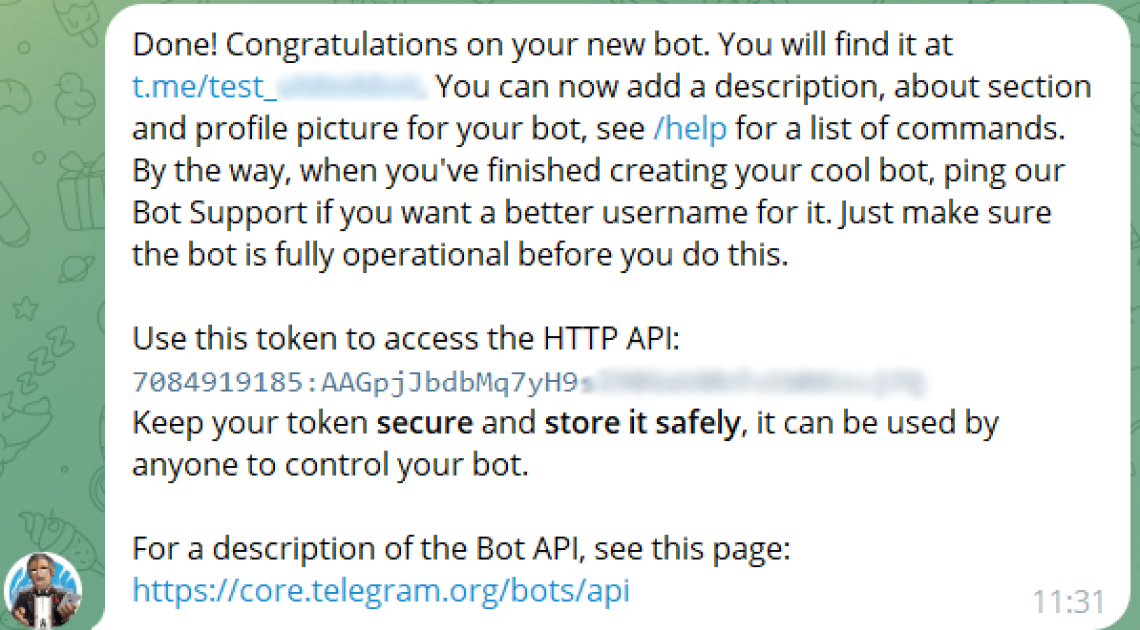 Done! Congratulations on your new bot. You will find it at
t.me/test_ You can now add a description, about section
and profile picture for your bot, see /help for a list of commands.
By the way, when you've finished creating your cool bot, ping our
Bot Support if you want a better username for it. Just make sure
the bot is fully operational before you do this.
Use this token to access the HTTP API:
7084919185:AAGpjJbdbMq7yH9s
Keep your token secure and store it safely, it can be used by
anyone to control your bot.
For a description of the Bot API, see this page:
https://core.telegram.org/bots/api
11:31